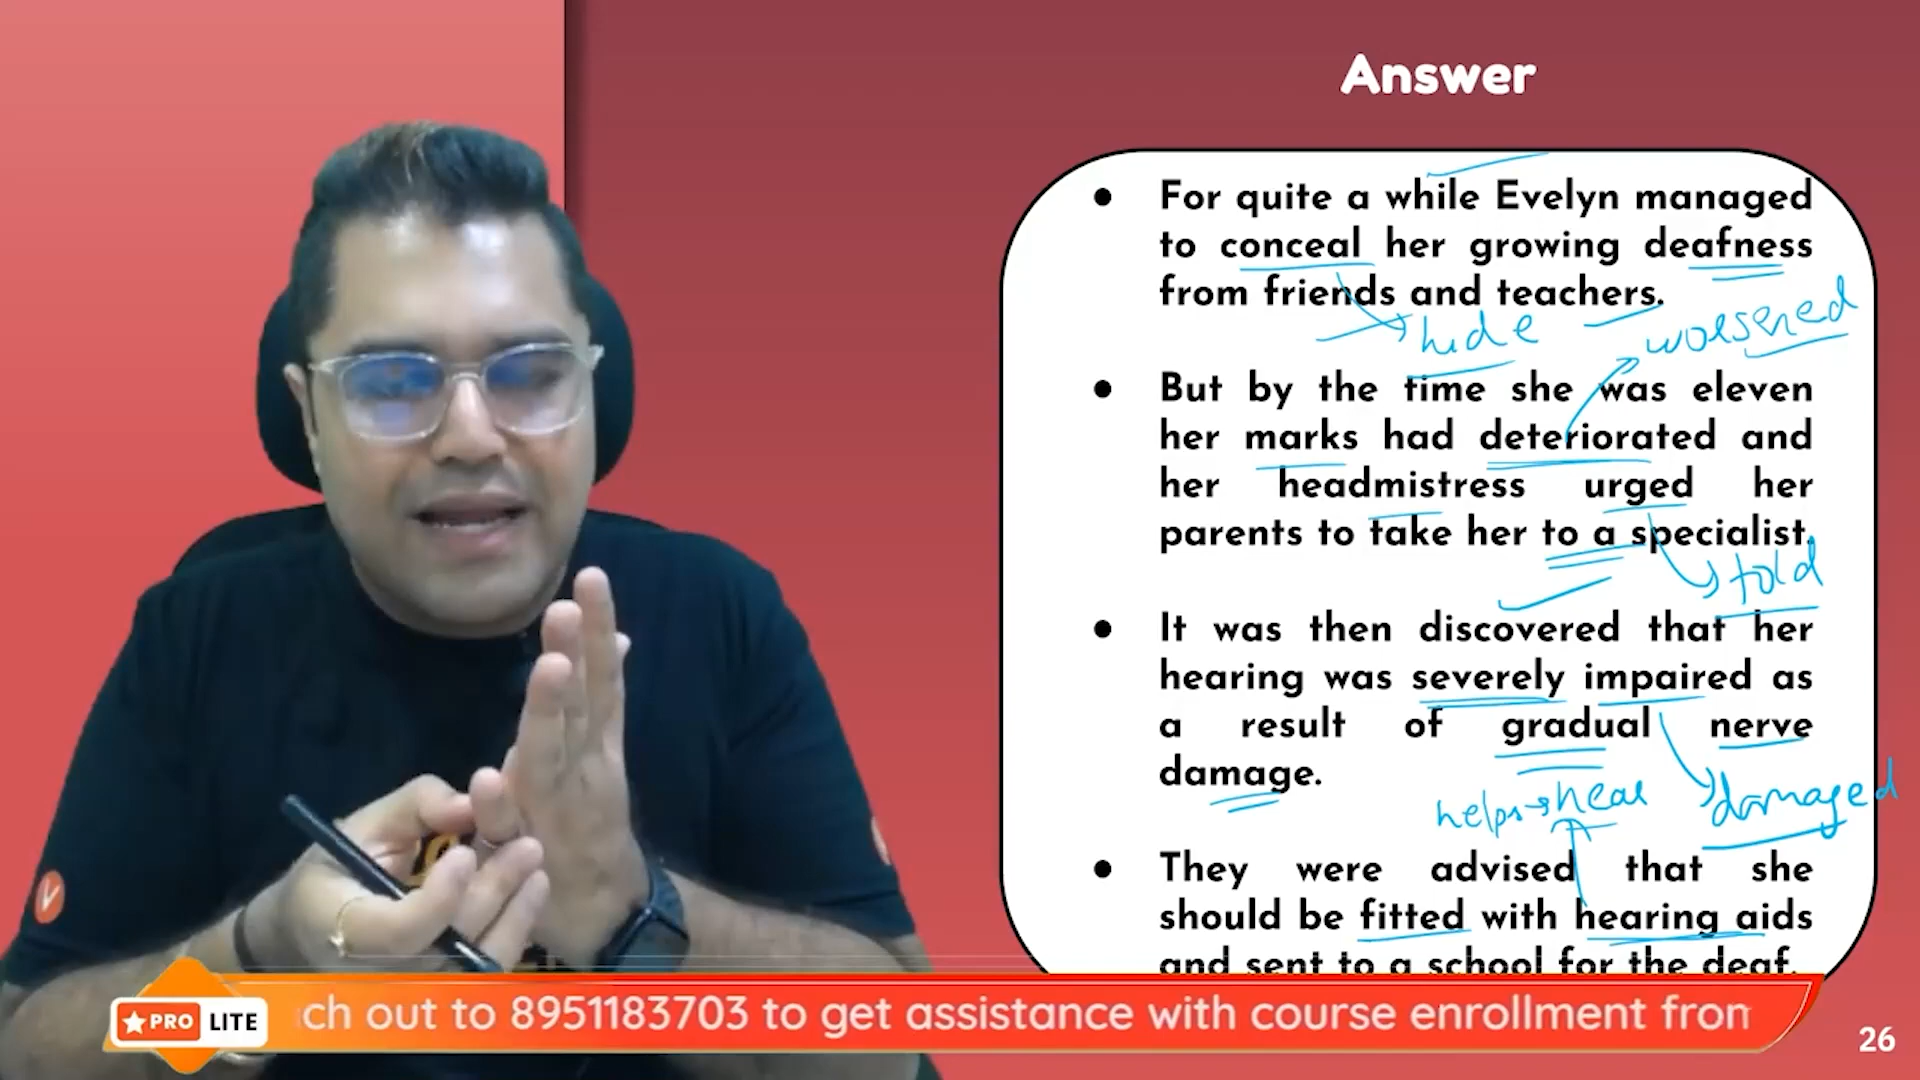 Answer
For quite a while Evelyn managed
to conceal her growing deafness
from friends and teachers.
hide
worsened
But by the time she was eleven
her marks had deteriorated and
her headmistress urged her
parents to take her to a specialist.
told
It was then discovered that her
hearing was severely impaired as
a result of gradual nerve
damage.
helps → hear
damaged
They were advised that she
should be fitted with hearing aids
and sent to a school for the deaf.
PRO LITE
ch out to 8951183703 to get assistance with course enrollment from
26